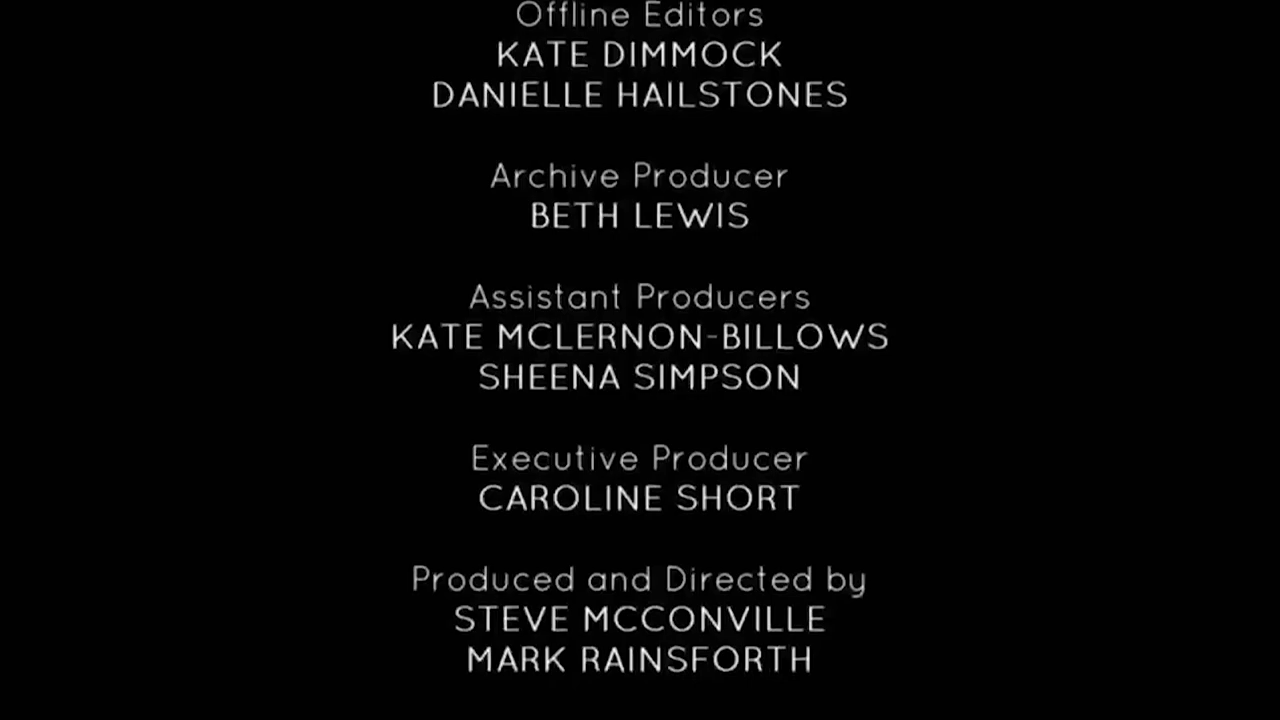 Offline Editors
KATE DIMMOCK
DANIELLE HAILSTONES
Archive Producer
BETH LEWIS
Assistant Producers
KATE MCLERNON-BILLOWS
SHEENA SIMPSON
Executive Producer
CAROLINE SHORT
Produced and Directed by
STEVE MCCONVILLE
MARK RAINSFORTH